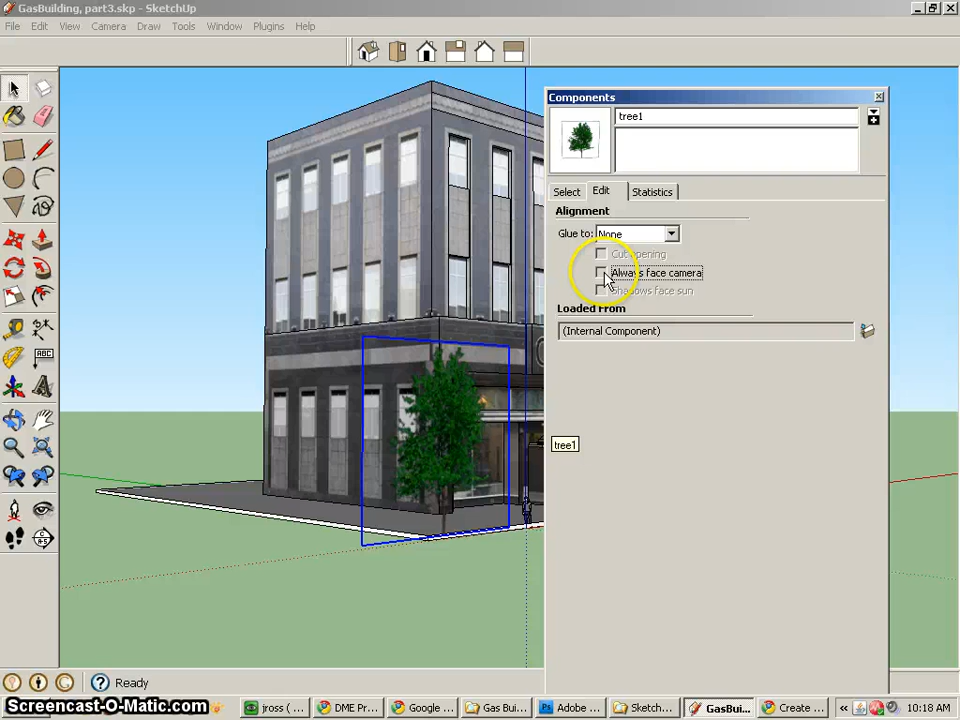 GasBuilding, part3.skp - SketchUp
File Edit View Camera Draw Tools Window Plugins Help
Components
tree1
Select Edit Statistics
Alignment
Glue to: None
Cut opening
Always face camera
Shadows face sun
Loaded From
(Internal Component)
tree1
ABC
Ready
Screencast-O-Matic.com
jross ( ... DME Pr... Google ... Gas Bui... Adobe ... Sketch... GasBui... Create ... « 10:18 AM